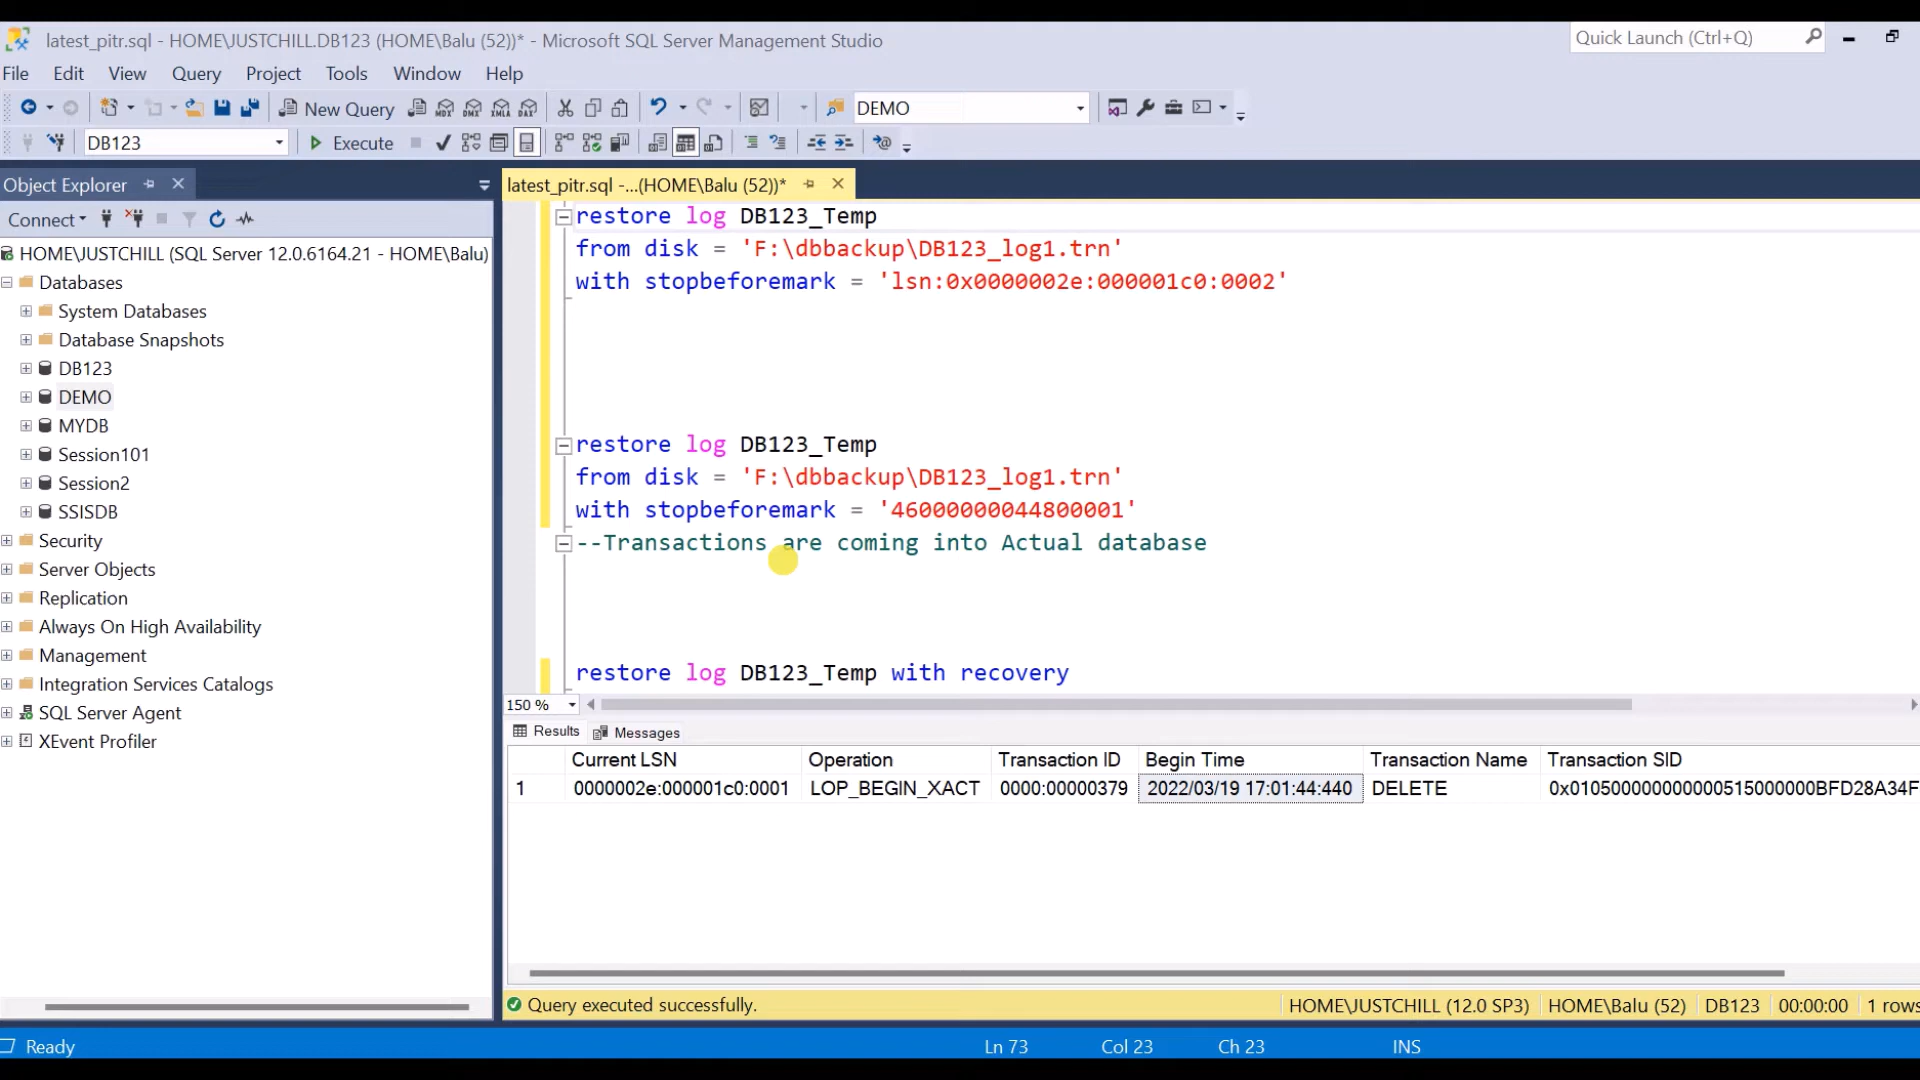 latest_pitr.sql - HOME\JUSTCHILL.DB123 (HOME\Balu (52))* - Microsoft SQL Server Management Studio
Quick Launch (Ctrl+Q)
File Edit View Query Project Tools Window Help
New Query
MDX DMX XMLA DAX
DEMO
DB123
Execute
Object Explorer
latest_pitr.sql -...(HOME\Balu (52))*
Connect
HOME\JUSTCHILL (SQL Server 12.0.6164.21 - HOME\Balu)
Databases
System Databases
Database Snapshots
DB123
DEMO
MYDB
Session101
Session2
SSISDB
Security
Server Objects
Replication
Always On High Availability
Management
Integration Services Catalogs
SQL Server Agent
XEvent Profiler
restore log DB123_Temp
from disk = 'F:\dbbackup\DB123_log1.trn'
with stopbeforemark = 'lsn:0x0000002e:000001c0:0002'
restore log DB123_Temp
from disk = 'F:\dbbackup\DB123_log1.trn'
with stopbeforemark = '46000000044800001'
--Transactions are coming into Actual database
restore log DB123_Temp with recovery
150 %
Results Messages
Current LSN Operation Transaction ID Begin Time Transaction Name Transaction SID
1 0000002e:000001c0:0001 LOP_BEGIN_XACT 0000:00000379 2022/03/19 17:01:44:440 DELETE
Query executed successfully.
HOME\JUSTCHILL (12.0 SP3) HOME\Balu (52) DB123 00:00:00 1 rows
Ready Ln 73 Col 23 Ch 23 INS